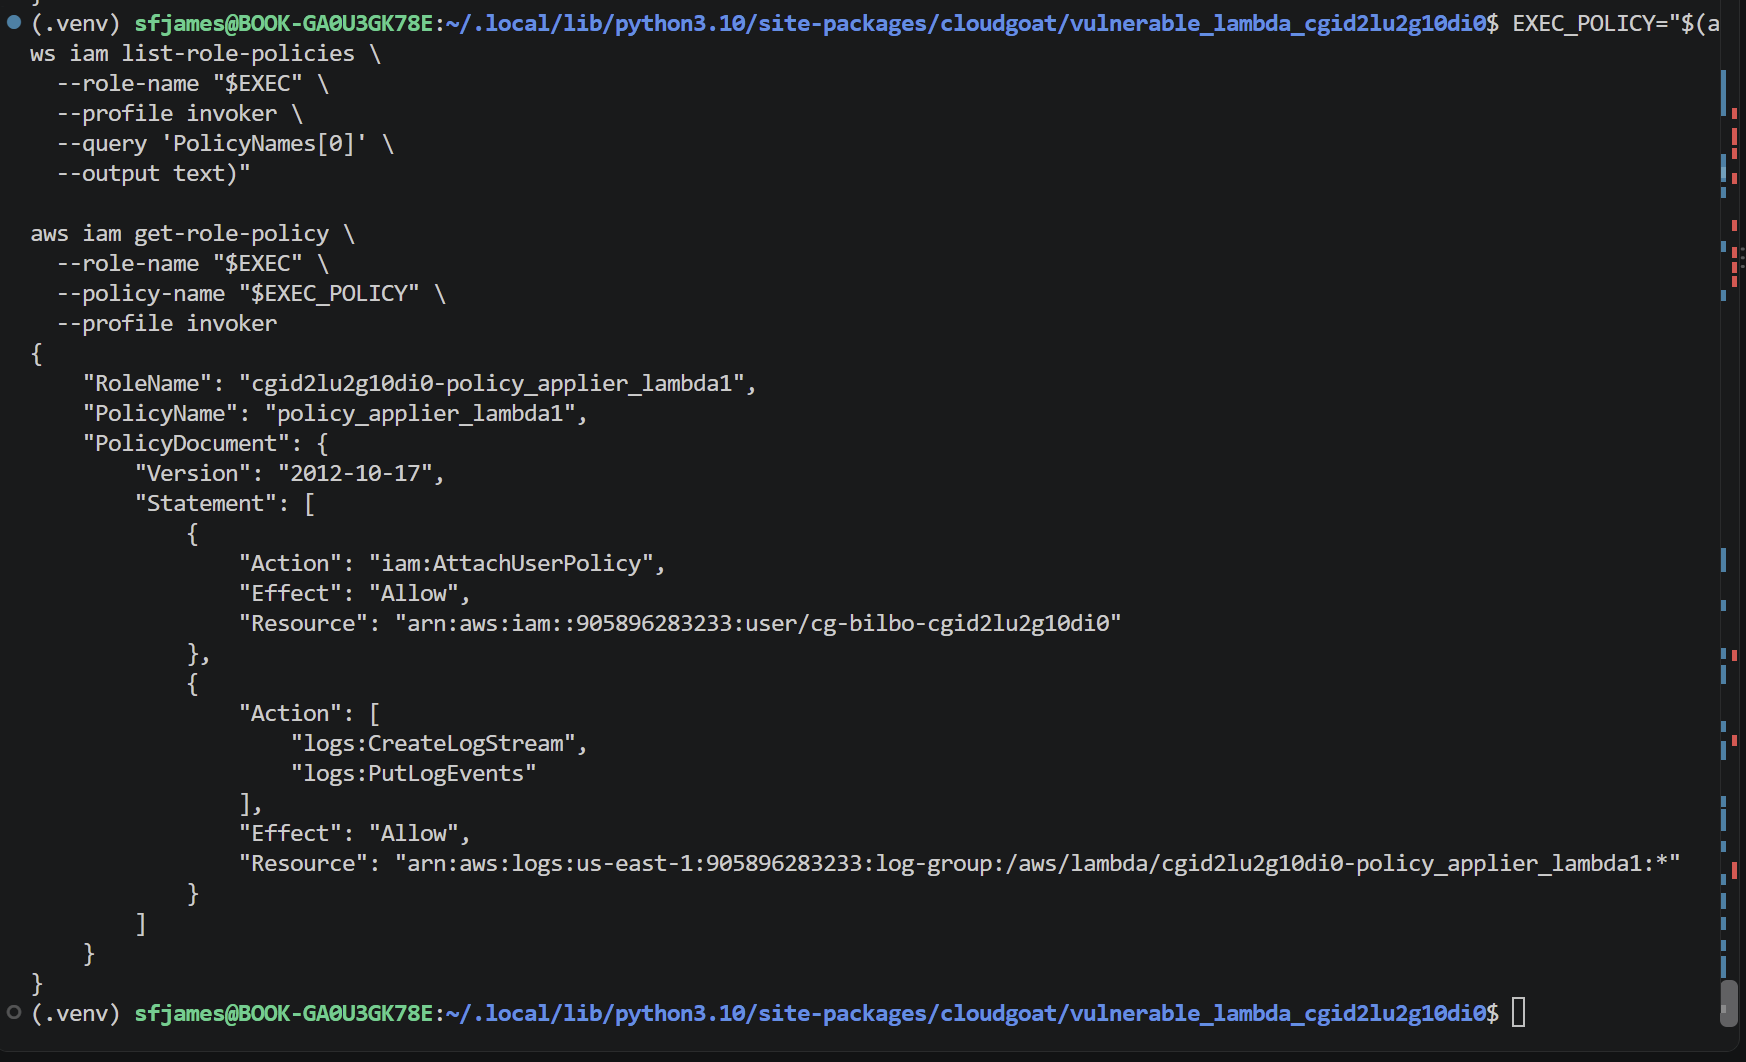 (.venv) sfjames@BOOK-GA0U3GK78E:~/.local/lib/python3.10/site-packages/cloudgoat/vulnerable_lambda_cgid2lu2g10di0$ EXEC_POLICY="$(a
ws iam list-role-policies \
  --role-name "$EXEC" \
  --profile invoker \
  --query 'PolicyNames[0]' \
  --output text)"

aws iam get-role-policy \
  --role-name "$EXEC" \
  --policy-name "$EXEC_POLICY" \
  --profile invoker
{
    "RoleName": "cgid2lu2g10di0-policy_applier_lambda1",
    "PolicyName": "policy_applier_lambda1",
    "PolicyDocument": {
        "Version": "2012-10-17",
        "Statement": [
            {
                "Action": "iam:AttachUserPolicy",
                "Effect": "Allow",
                "Resource": "arn:aws:iam::905896283233:user/cg-bilbo-cgid2lu2g10di0"
            },
            {
                "Action": [
                    "logs:CreateLogStream",
                    "logs:PutLogEvents"
                ],
                "Effect": "Allow",
                "Resource": "arn:aws:logs:us-east-1:905896283233:log-group:/aws/lambda/cgid2lu2g10di0-policy_applier_lambda1:*"
            }
        ]
    }
}
(.venv) sfjames@BOOK-GA0U3GK78E:~/.local/lib/python3.10/site-packages/cloudgoat/vulnerable_lambda_cgid2lu2g10di0$